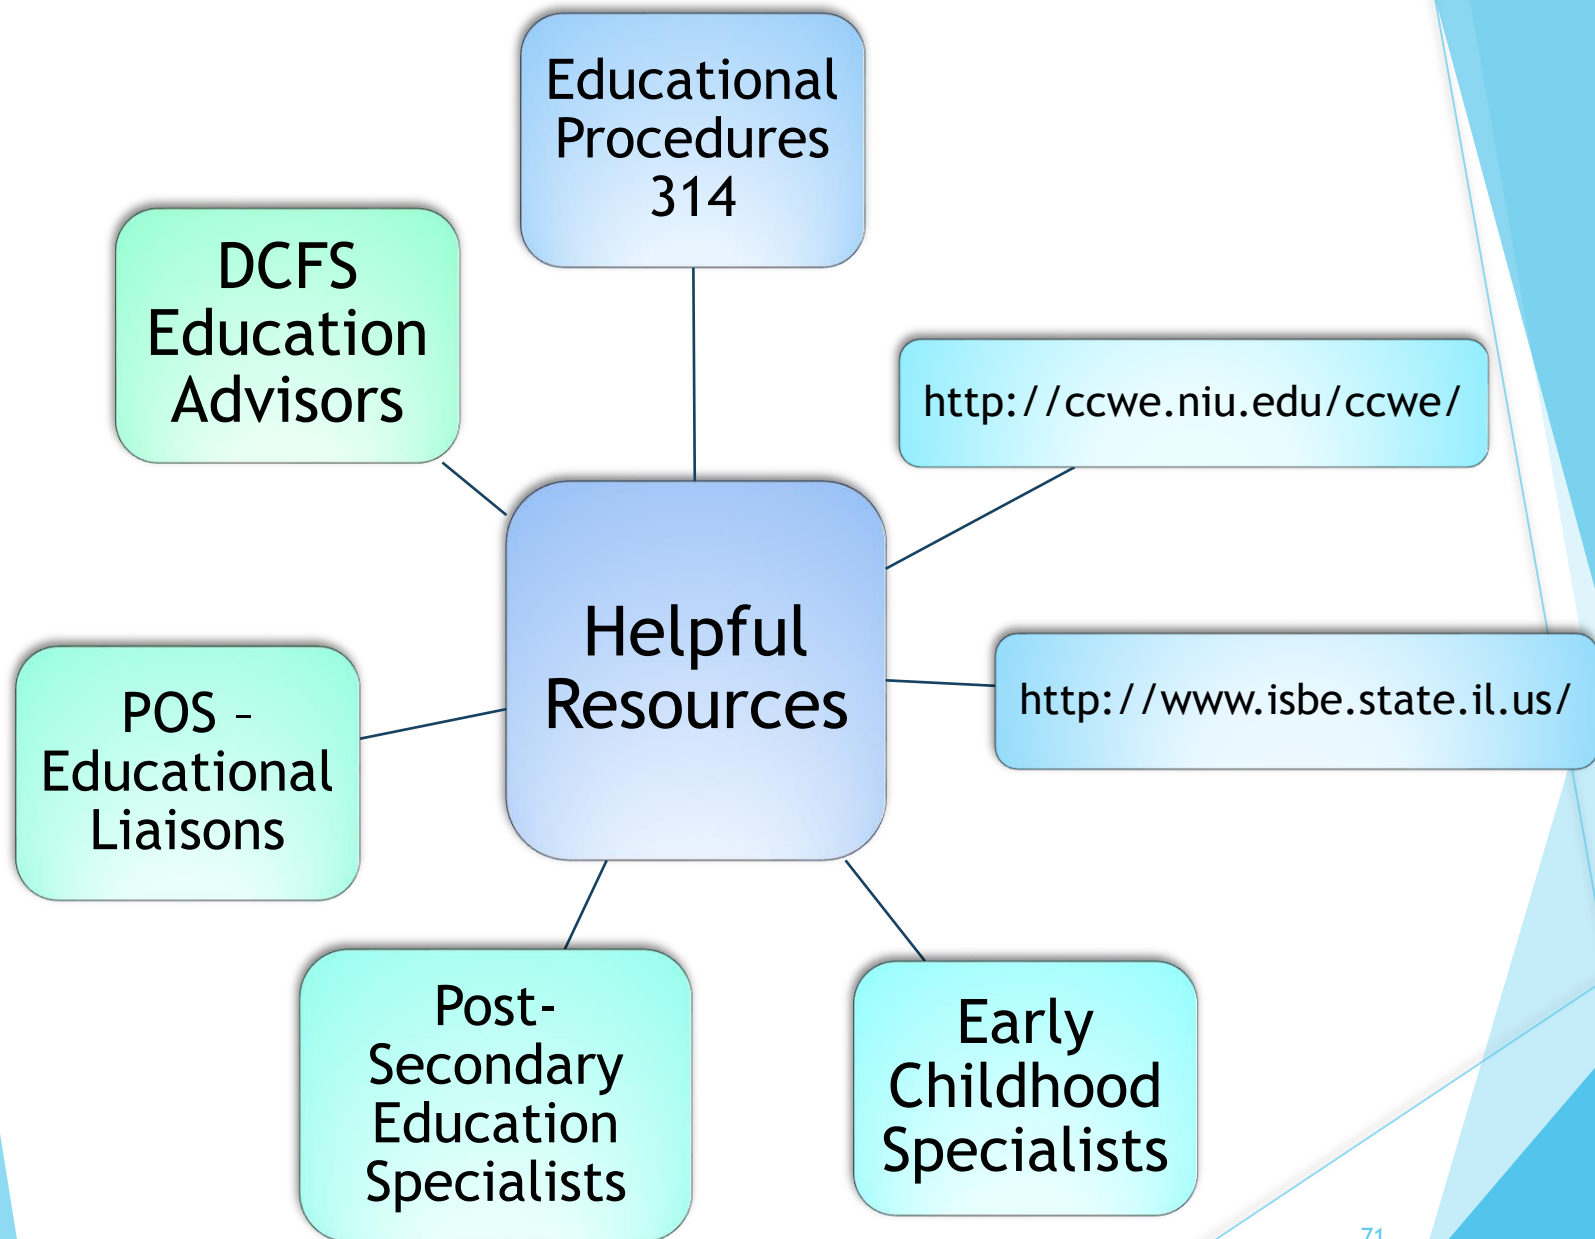 Educational
Procedures
314
DCFS
Education
Advisors
http://ccwe.niu.edu/ccwe/
Helpful
Resources
http://www.isbe.state.il.us/
POS –
Educational
Liaisons
Post-
Secondary
Education
Specialists
Early
Childhood
Specialists
71